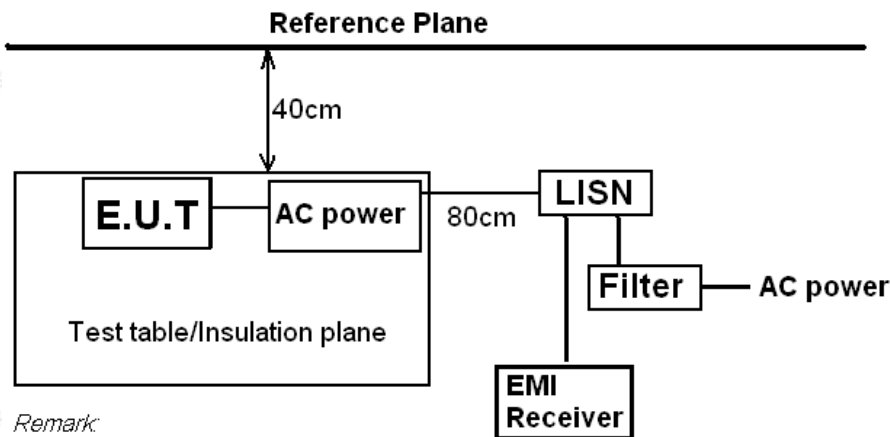 Reference Plane
40cm
E.U.T
AC power
80cm
LISN
Filter
AC power
Test table/Insulation plane
EMI
Receiver
Remark: